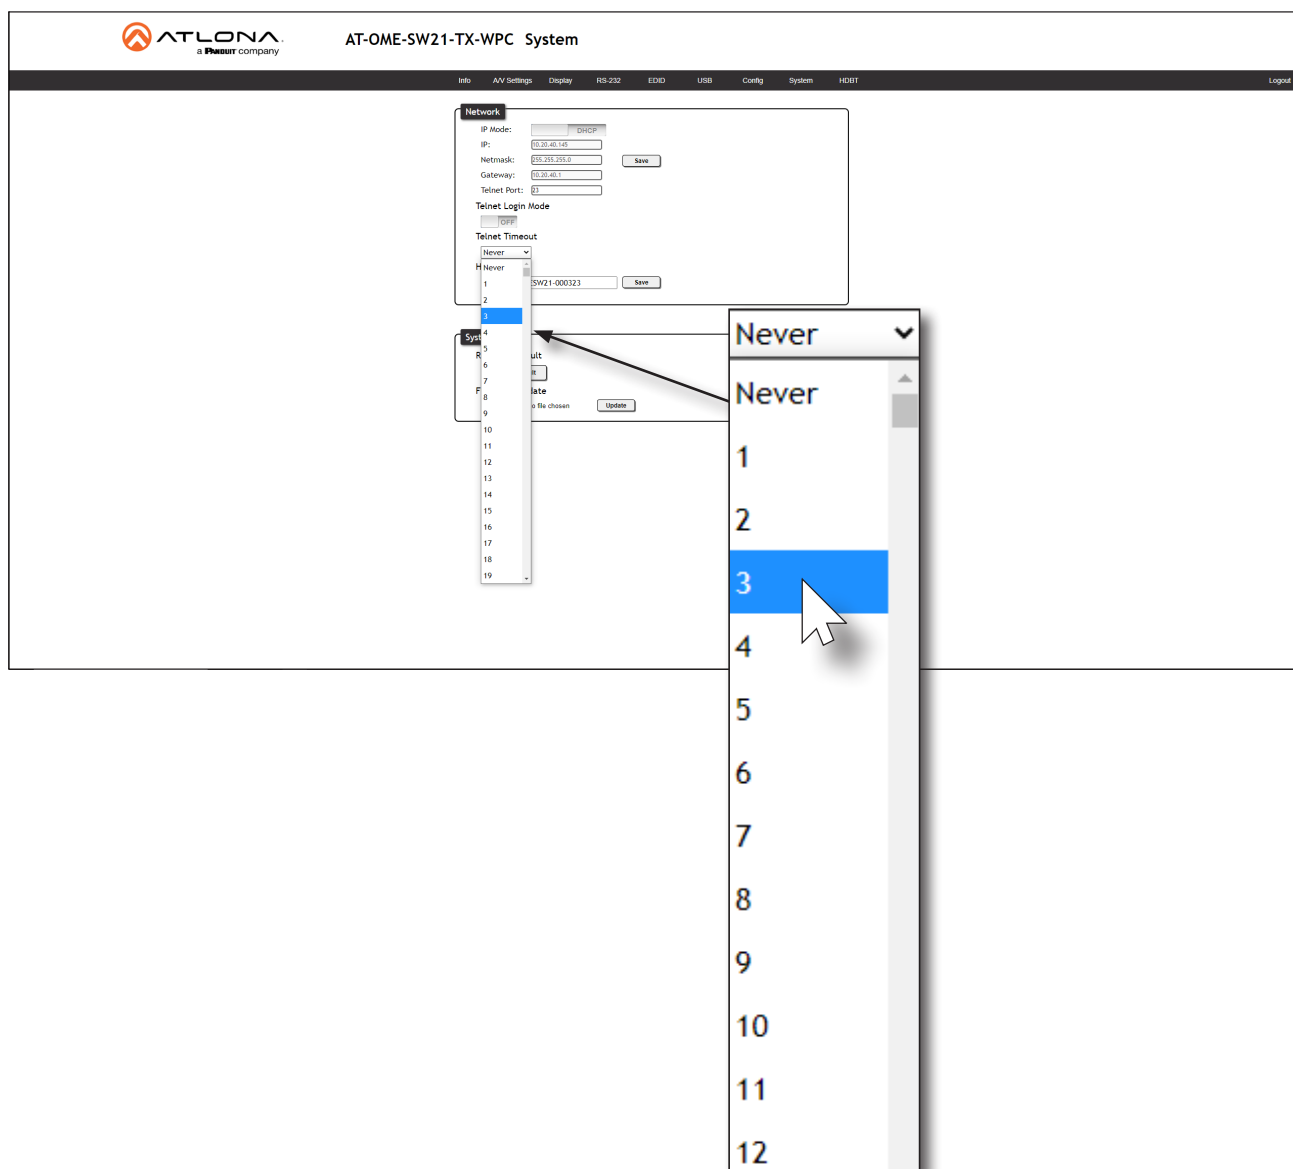 ATLONA.
a PANDUIT company
AT-OME-SW21-TX-WPC System
Info A/V Settings Display RS-232 EDID USB Config System HDBT Logout
Network
IP Mode: DHCP
IP: 10.20.40.145
Netmask: 255.255.255.0 Save
Gateway: 10.20.40.1
Telnet Port: 23
Telnet Login Mode
OFF
Telnet Timeout
Never
H
SW21-000323 Save
Never
1
2
3
4
5
6
7
8
9
10
11
12
13
14
15
16
17
18
19
Syst
R ult
lt
F date
o file chosen Update
Never
Never
1
2
3
4
5
6
7
8
9
10
11
12